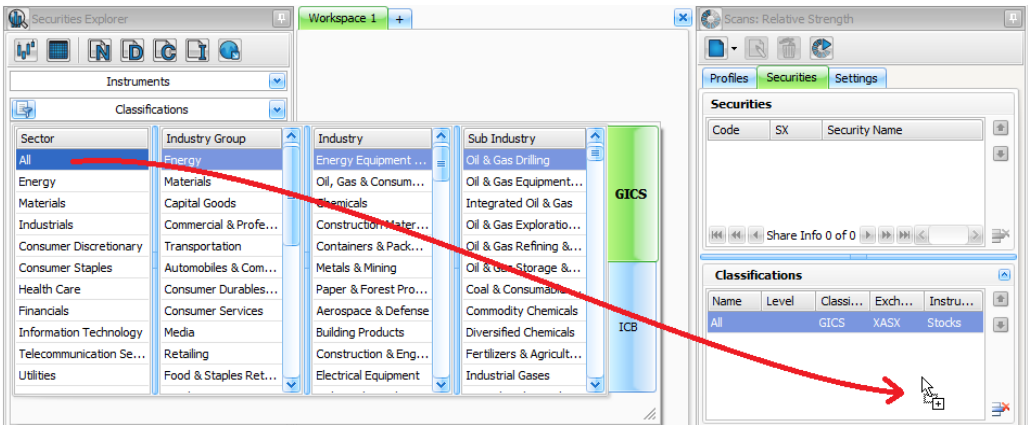 Securities Explorer
Workspace 1 +
Scans: Relative Strength
N D C I
Instruments
Classifications
Sector
All
Energy
Materials
Industrials
Consumer Discretionary
Consumer Staples
Health Care
Financials
Information Technology
Telecommunication Se...
Utilities
Industry Group
Energy
Materials
Capital Goods
Commercial & Profe...
Transportation
Automobiles & Com...
Consumer Durables...
Consumer Services
Media
Retailing
Food & Staples Ret...
Industry
Energy Equipment ...
Oil, Gas & Consum...
Chemicals
Construction Mater...
Containers & Pack...
Metals & Mining
Paper & Forest Pro...
Aerospace & Defense
Building Products
Construction & Eng...
Electrical Equipment
Sub Industry
Oil & Gas Drilling
Oil & Gas Equipment...
Integrated Oil & Gas
Oil & Gas Exploratio...
Oil & Gas Refining &...
Oil & Gas Storage &...
Coal & Consumable...
Commodity Chemicals
Diversified Chemicals
Fertilizers & Agricult...
Industrial Gases
GICS
ICB
Profiles Securities Settings
Securities
Code SX Security Name
Share Info 0 of 0
Classifications
Name Level Classi... Exch... Instru...
All GICS XASX Stocks